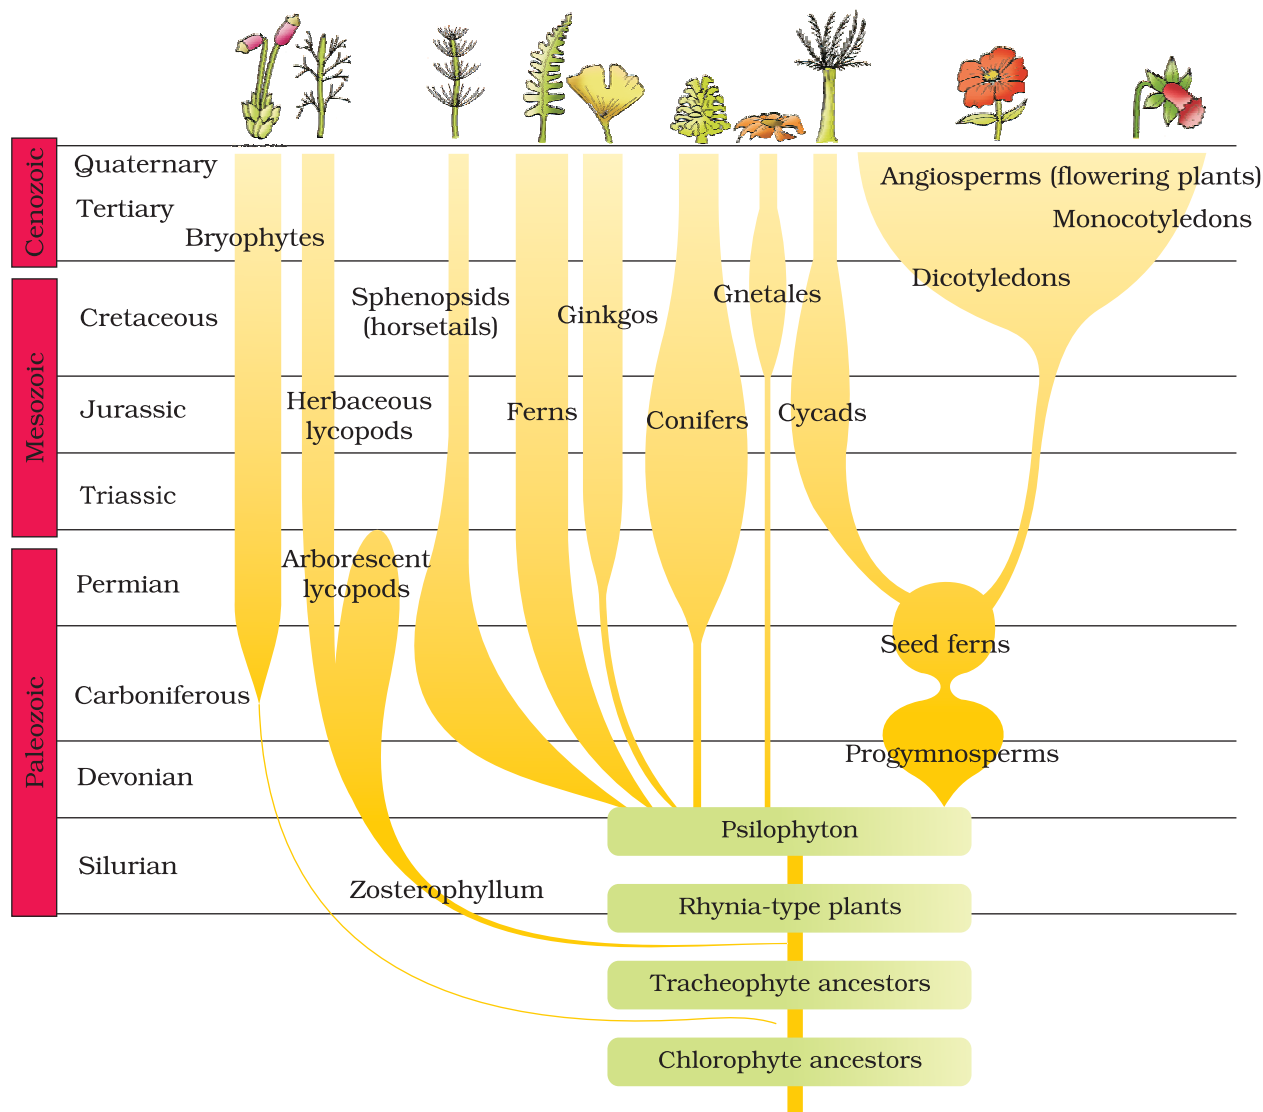 Cenozoic
Quaternary
Tertiary
Angiosperms (flowering plants)
Monocotyledons
Bryophytes
Dicotyledons
Mesozoic
Cretaceous
Sphenopsids
(horsetails)
Ginkgos
Gnetales
Jurassic
Herbaceous
lycopods
Ferns
Conifers
Cycads
Triassic
Paleozoic
Permian
Arborescent
lycopods
Seed ferns
Carboniferous
Progymnosperms
Devonian
Psilophyton
Silurian
Zosterophyllum
Rhynia-type plants
Tracheophyte ancestors
Chlorophyte ancestors